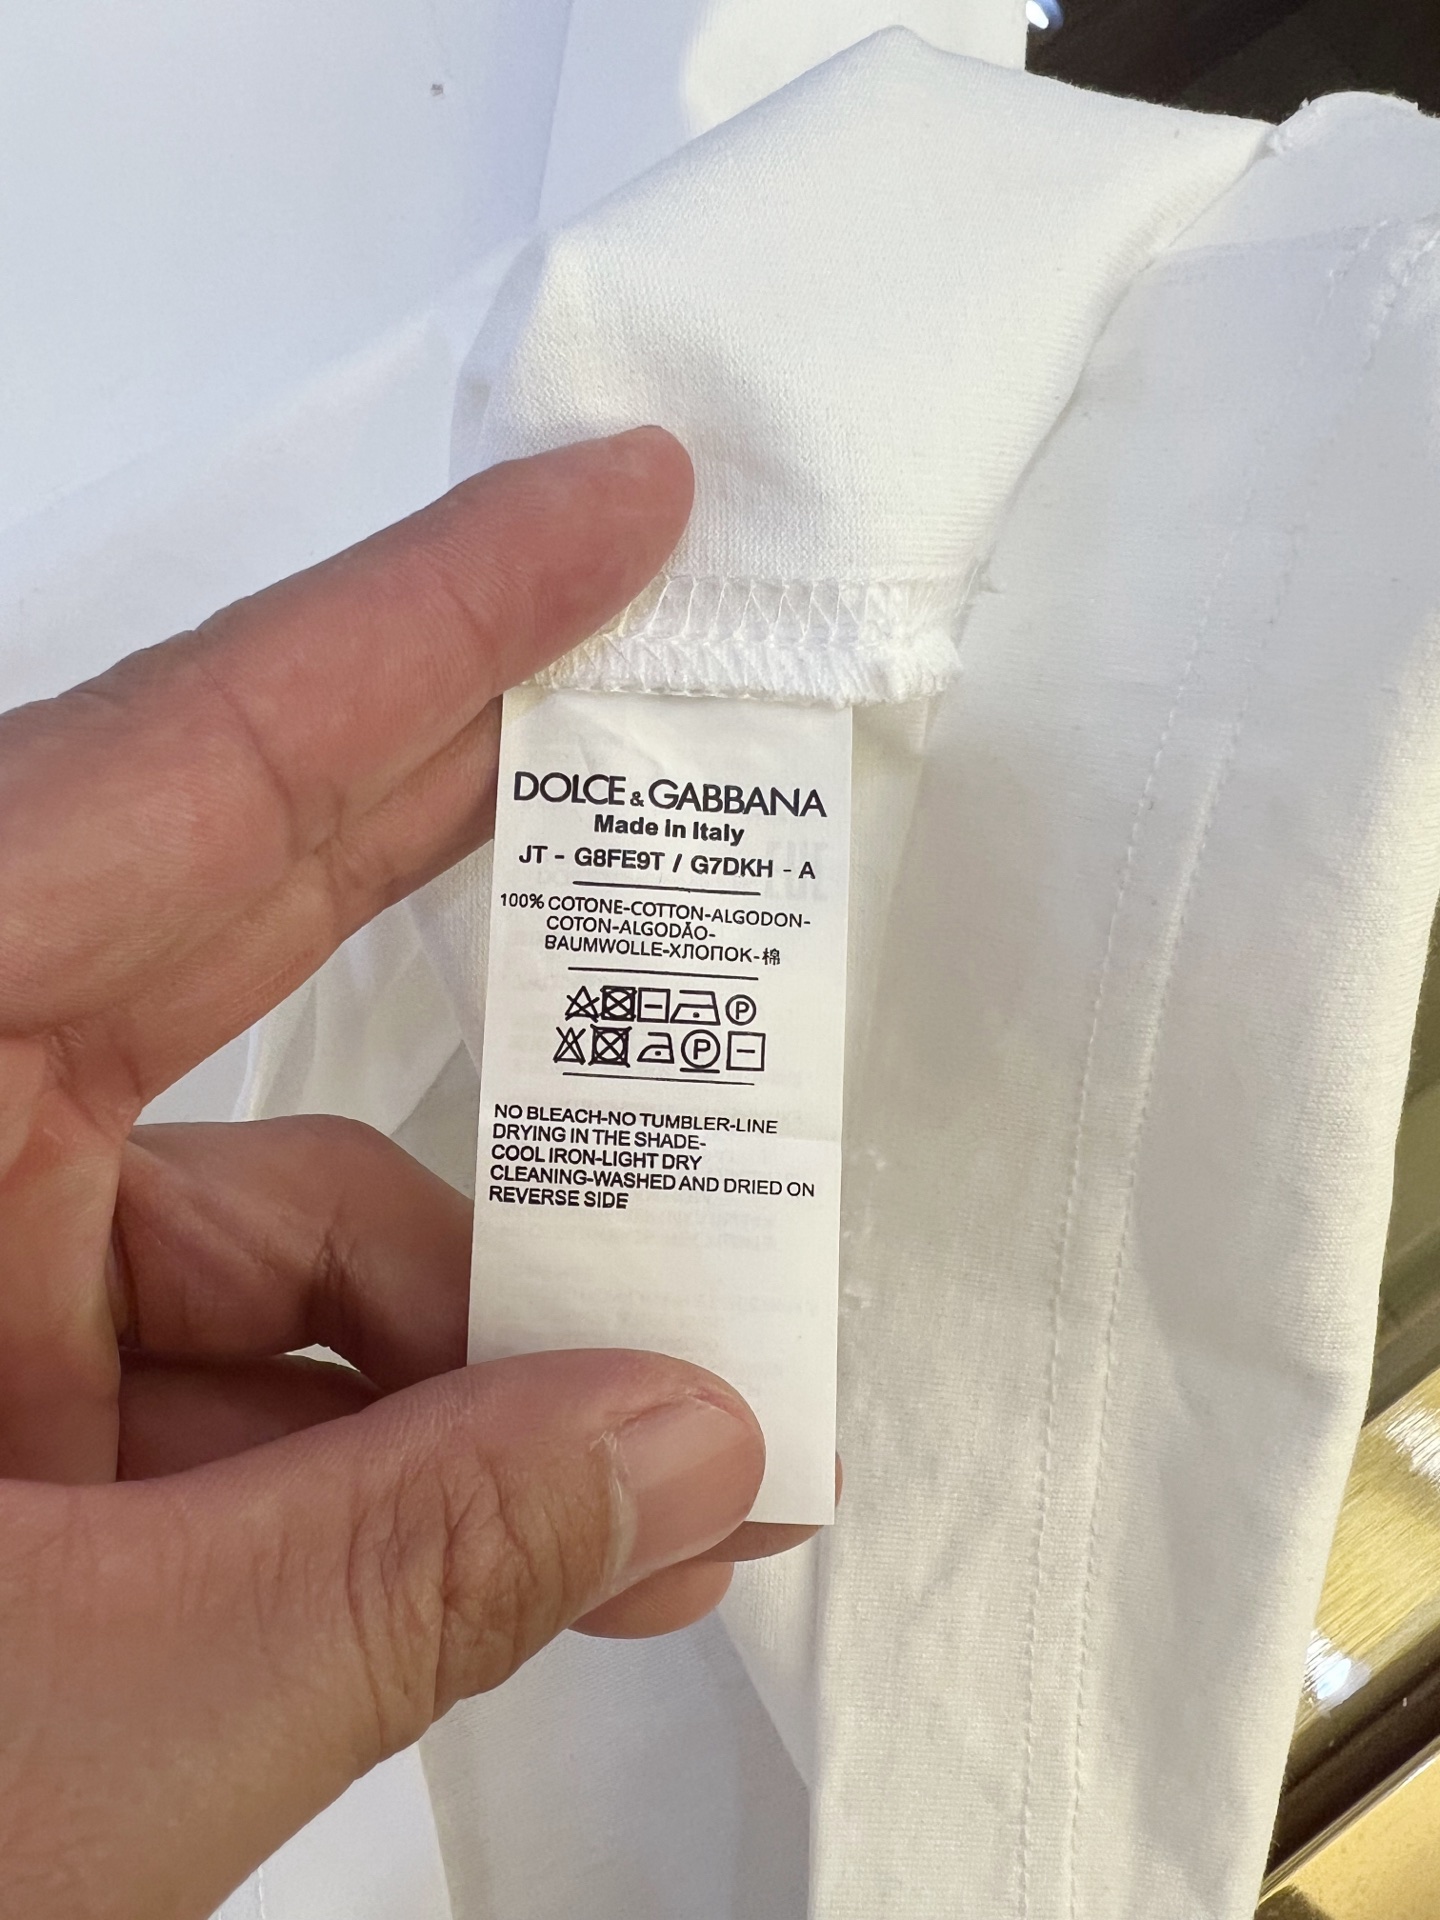 DOLCE & GABBANA
Made in Italy
JT - G8FE9T / G7DKH - A
100% COTONE-COTTON-ALGODON-
COTON-ALGODÃO-
BAUMWOLLE-ХЛОПОК-棉
P
P
NO BLEACH-NO TUMBLER-LINE
DRYING IN THE SHADE-
COOL IRON-LIGHT DRY
CLEANING-WASHED AND DRIED ON
REVERSE SIDE